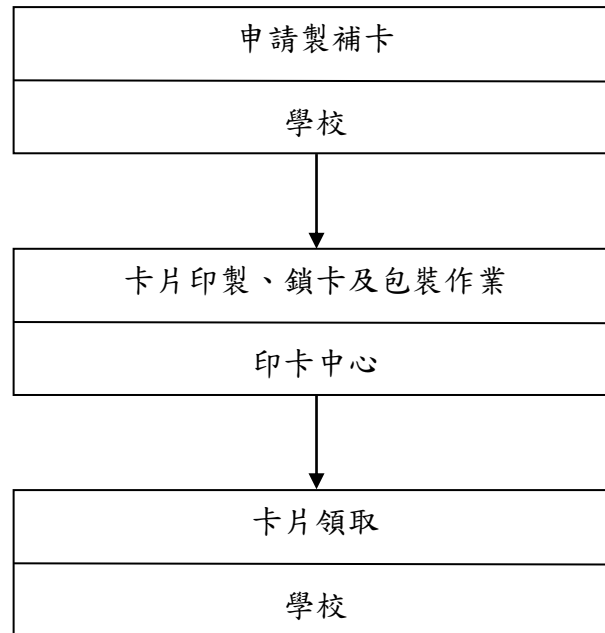 申請製補卡
學校
卡片印製、鎖卡及包裝作業
印卡中心
卡片領取
學校